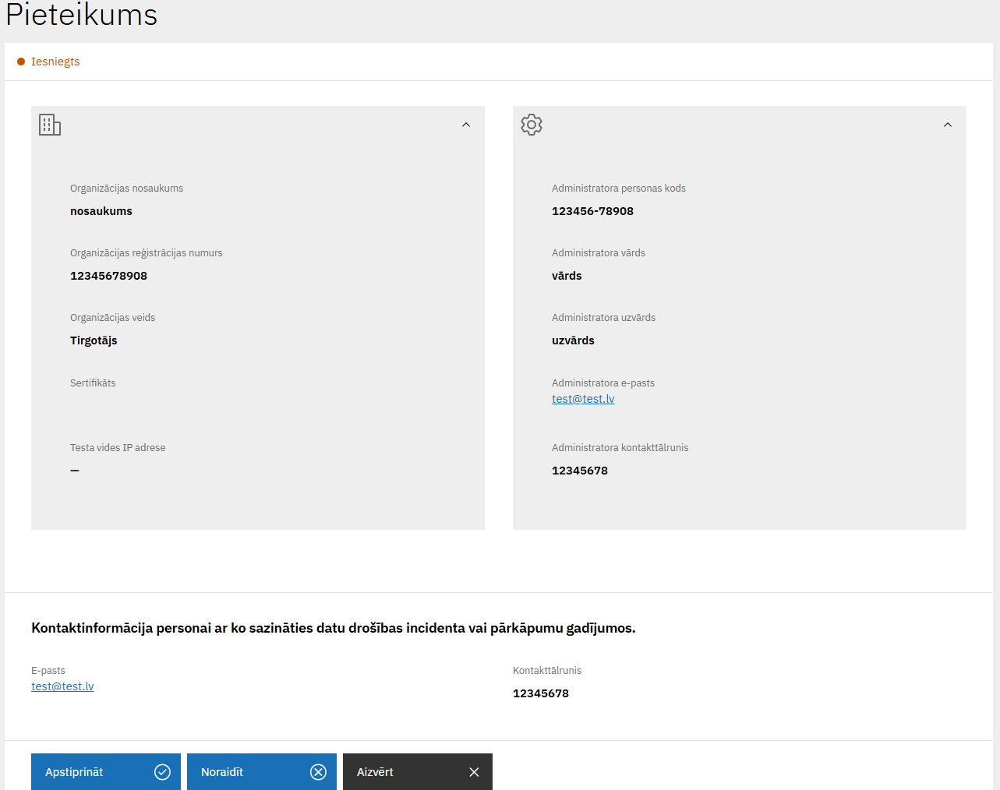 Pieteikums
Iesniegts
Organizācijas nosaukums
nosaukums
Organizācijas reģistrācijas numurs
12345678908
Organizācijas veids
Tirgotājs
Sertifikāts
Testa vides IP adrese
—
Administratora personas kods
123456-78908
Administratora vārds
vārds
Administratora uzvārds
uzvārds
Administratora e-pasts
test@test.lv
Administratora kontakttālrunis
12345678
Kontaktinformācija personai ar ko sazināties datu drošības incidenta vai pārkāpumu gadījumos.
E-pasts
test@test.lv
Kontakttālrunis
12345678
Apstiprināt
Noraidīt
Aizvērt